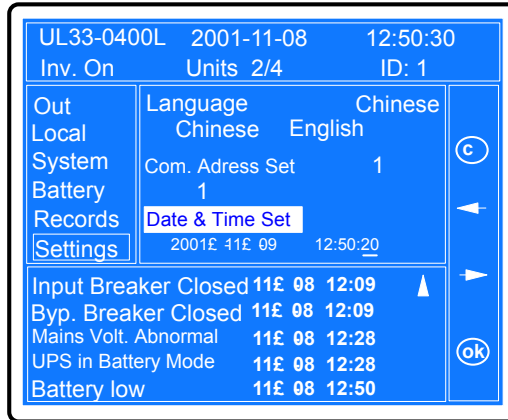 UL33-0400L 2001-11-08 12:50:30
Inv. On Units 2/4 ID: 1
Out
Local
System
Battery
Records
Settings
Language Chinese
Chinese English
Com. Adress Set 1
1
Date & Time Set
2001£ 11£ 09 12:50:20
Input Breaker Closed 11£ 08 12:09
Byp. Breaker Closed 11£ 08 12:09
Mains Volt. Abnormal 11£ 08 12:28
UPS in Batt Mode 11£ 08 12:28
Battery low 11£ 08 12:50
c
ok